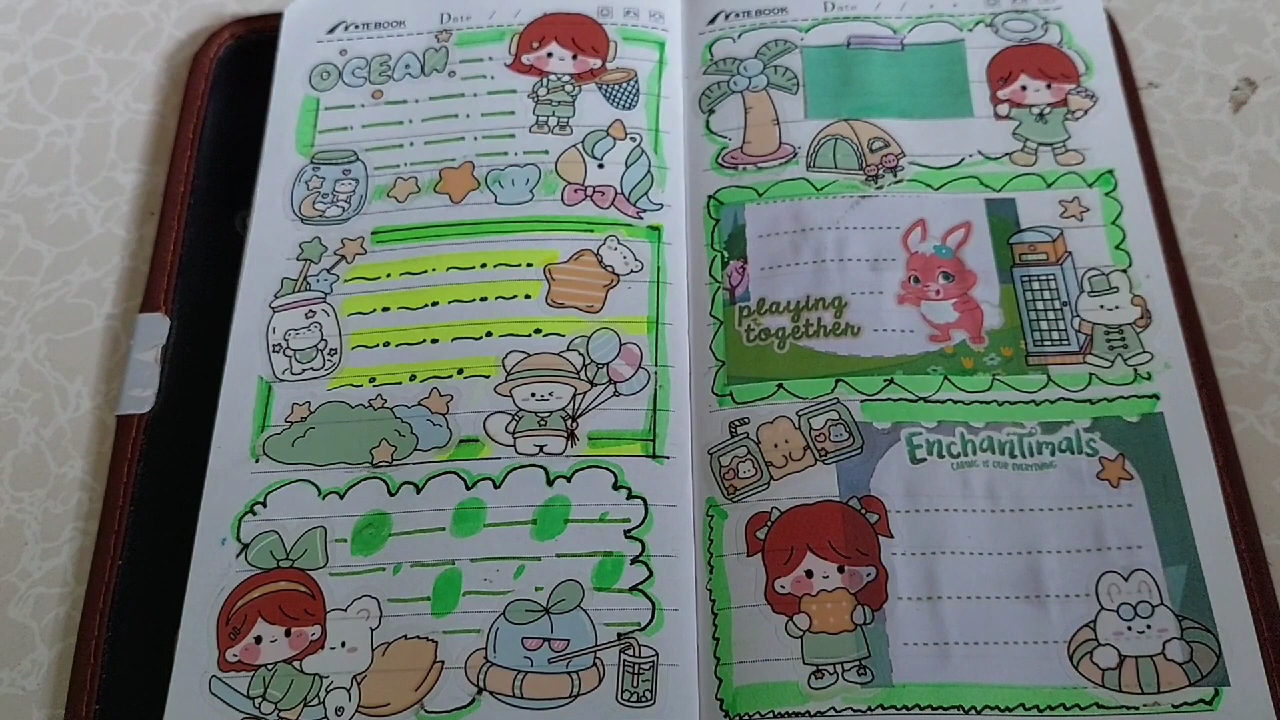 NOTEBOOK Date / /
OCEAN
NOTEBOOK Date / /
playing
together
Enchantimals
CARING IS OUR EVERYTHING